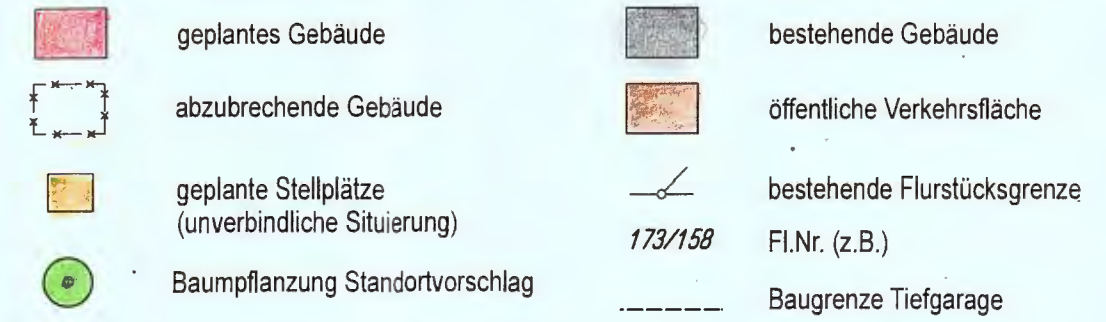 geplantes Gebäude
abzubrechende Gebäude
geplante Stellplätze
(unverbindliche Situierung)
Baumpflanzung Standortvorschlag
bestehende Gebäude
öffentliche Verkehrsfläche
bestehende Flurstücksgrenze
173/158 Fl.Nr. (z.B.)
Baugrenze Tiefgarage